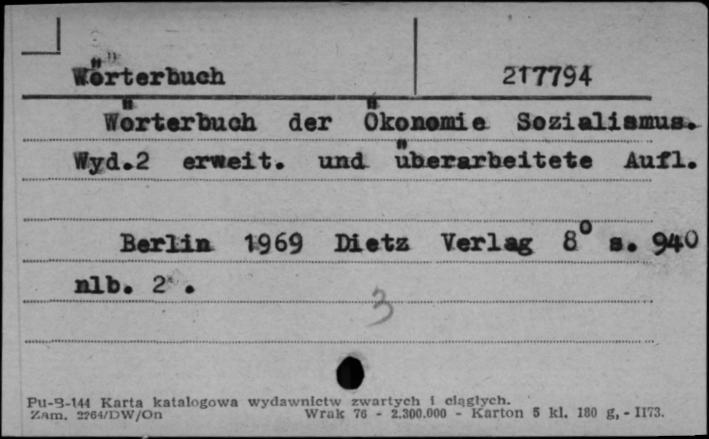 Wörterbuch 217794
Wörterbuch der Ökonomie Sozialismus.
Wyd.2 erweit. und überarbeitete Aufl.
Berlin 1969 Dietz Verlag 8° s. 940
nlb. 2 .
3
Pu-B-144 Karta katalogowa wydawnictw zwartych i ciągłych.
Zam. 2264/DW/On Wrak 76 - 2.300.000 - Karton 5 kl. 180 g, - II73.